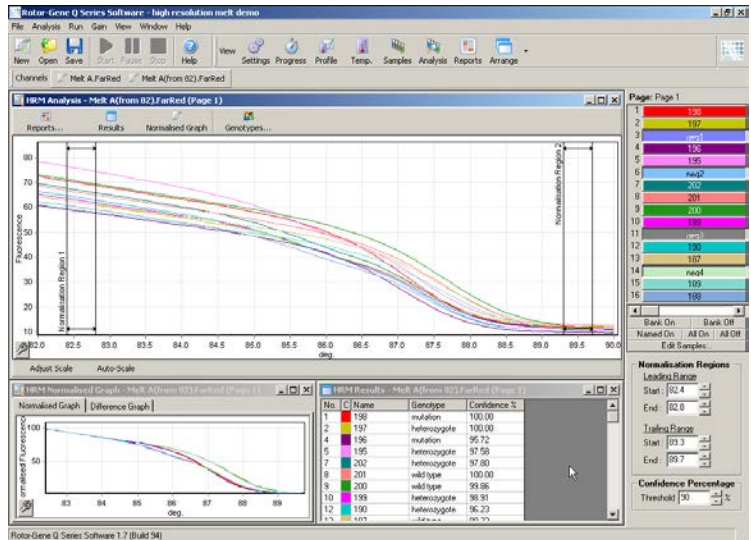 Rotor-Gene Q Series Software - high resolution melt demo
File Analysis Run Gain View Window Help
New Open Save Start Pause Stop Help View Settings Progress Profile Temp. Samples Analysis Reports Arrange
Channels Melt A.FarRed Melt A(from 82).FarRed
HRM Analysis - Melt A(from 82).FarRed (Page 1)
Reports... Results Normalised Graph Genotypes...
Fluorescence
80
70
60
50
40
30
20
10
Normalisation Region 1
Normalisation Region 2
82.0 82.5 83.0 83.5 84.0 84.5 85.0 85.5 86.0 86.5 87.0 87.5 88.0 88.5 89.0 89.5 90.0
deg.
Adjust Scale Auto-Scale
HRM Normalised Graph - Melt A(from 82).FarRed (Page 1)
Normalised Graph Difference Graph
100
50
83 84 85 86 87 88 89
deg.
HRM Results - Melt A(from 82).FarRed (Page 1)
No. C Name Genotype Confidence %
1 198 mutation 100.00
2 197 heterozygote 100.00
4 196 mutation 95.72
5 195 heterozygote 97.58
7 202 heterozygote 97.80
8 201 wild type 100.00
9 200 wild type 99.86
10 199 heterozygote 98.91
12 190 heterozygote 96.23
Page: Page 1
1 198
2 197
3 neg1
4 196
5 195
6 neg2
7 202
8 201
9 200
10 199
11 neg3
12 190
13 187
14 neg4
15 189
16 188
Bank On Bank Off
Named On All On All Off
Edit Samples...
Normalisation Regions
Leading Range
Start : 82.4
End : 82.8
Trailing Range
Start : 89.3
End : 89.7
Confidence Percentage
Threshold 90 %
Rotor-Gene Q Series Software 1.7 (Build 94)